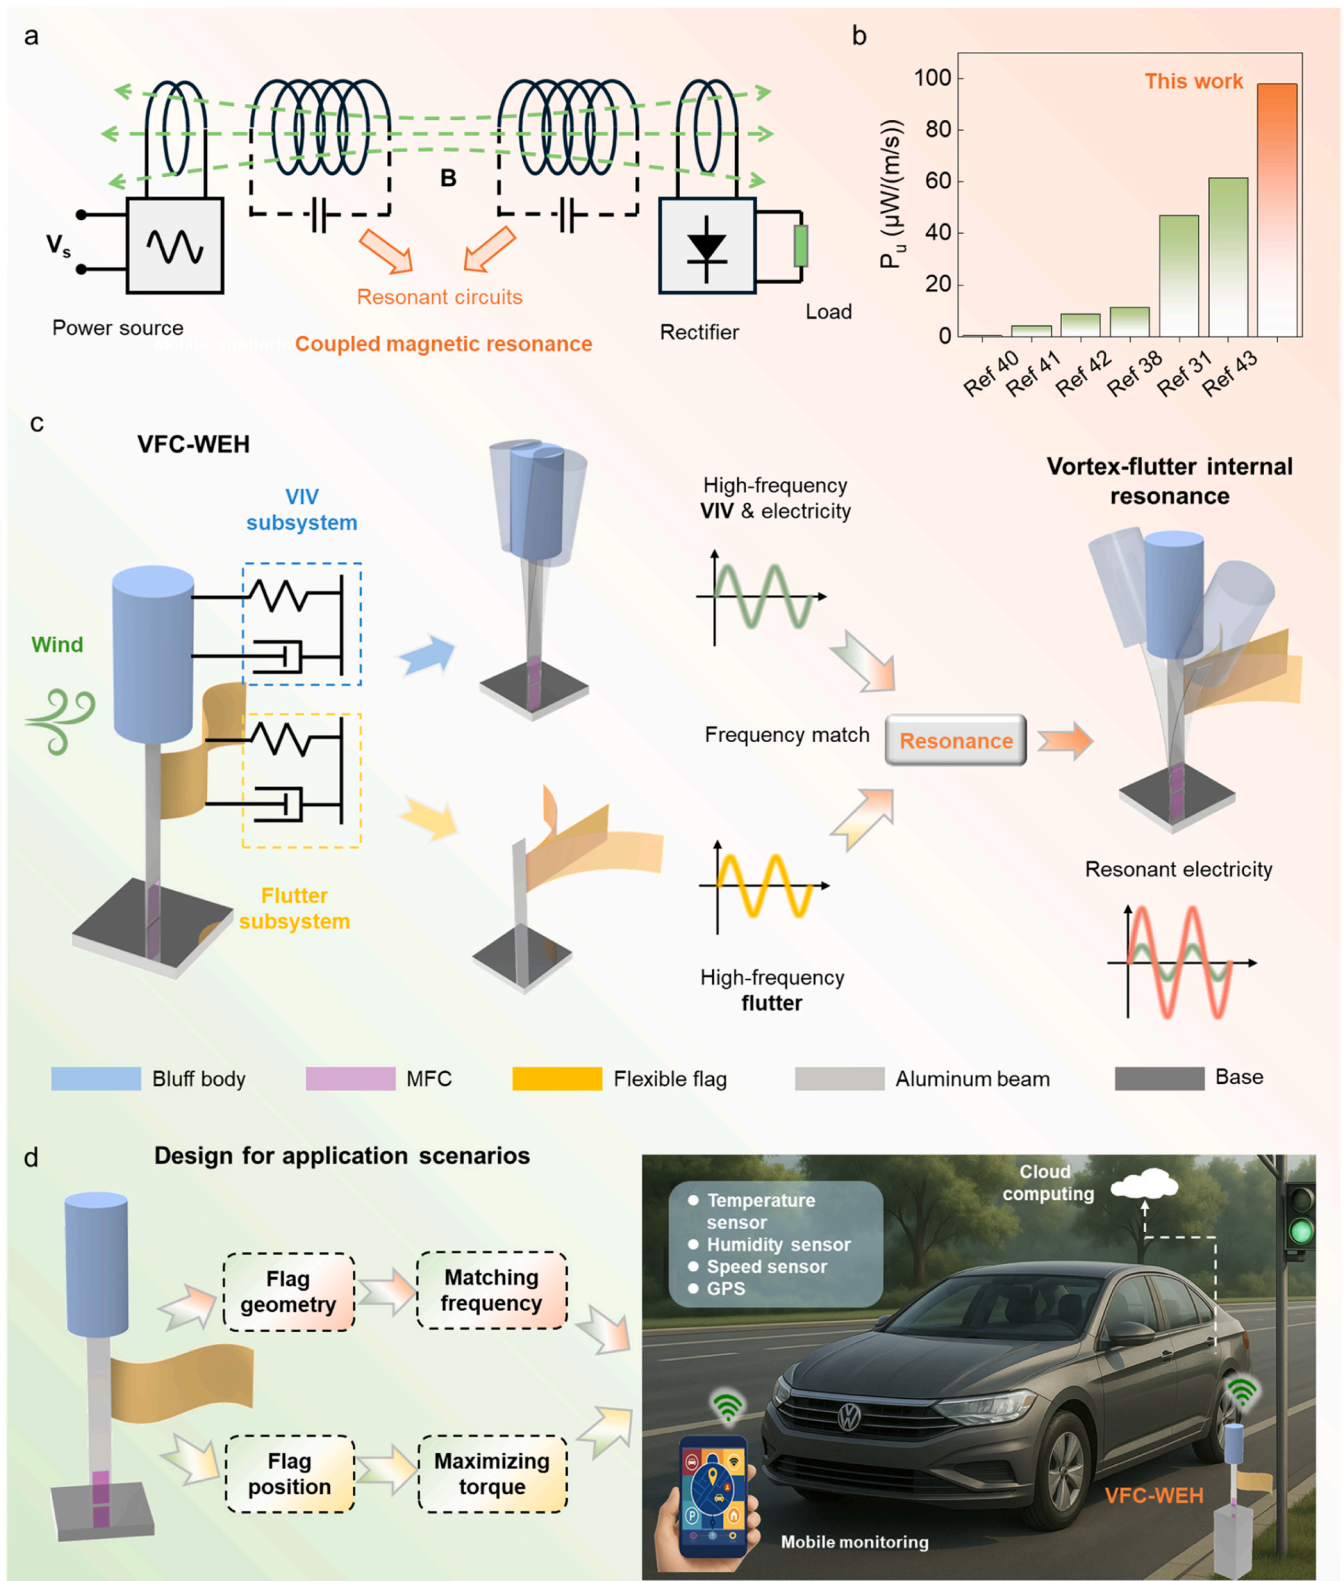 a
B
Vs
Power source
Resonant circuits
Coupled magnetic resonance
Rectifier
Load
b
Pu (μW/(m/s))
100
80
60
40
20
0
This work
Ref 40
Ref 41
Ref 42
Ref 38
Ref 31
Ref 43
c
VFC-WEH
VIV
subsystem
Wind
Flutter
subsystem
High-frequency
VIV & electricity
Frequency match
Resonance
High-frequency
flutter
Vortex-flutter internal
resonance
Resonant electricity
Bluff body
MFC
Flexible flag
Aluminum beam
Base
d
Design for application scenarios
Flag
geometry
Matching
frequency
Flag
position
Maximizing
torque
Temperature
sensor
Humidity sensor
Speed sensor
GPS
Cloud
computing
VFC-WEH
Mobile monitoring
P